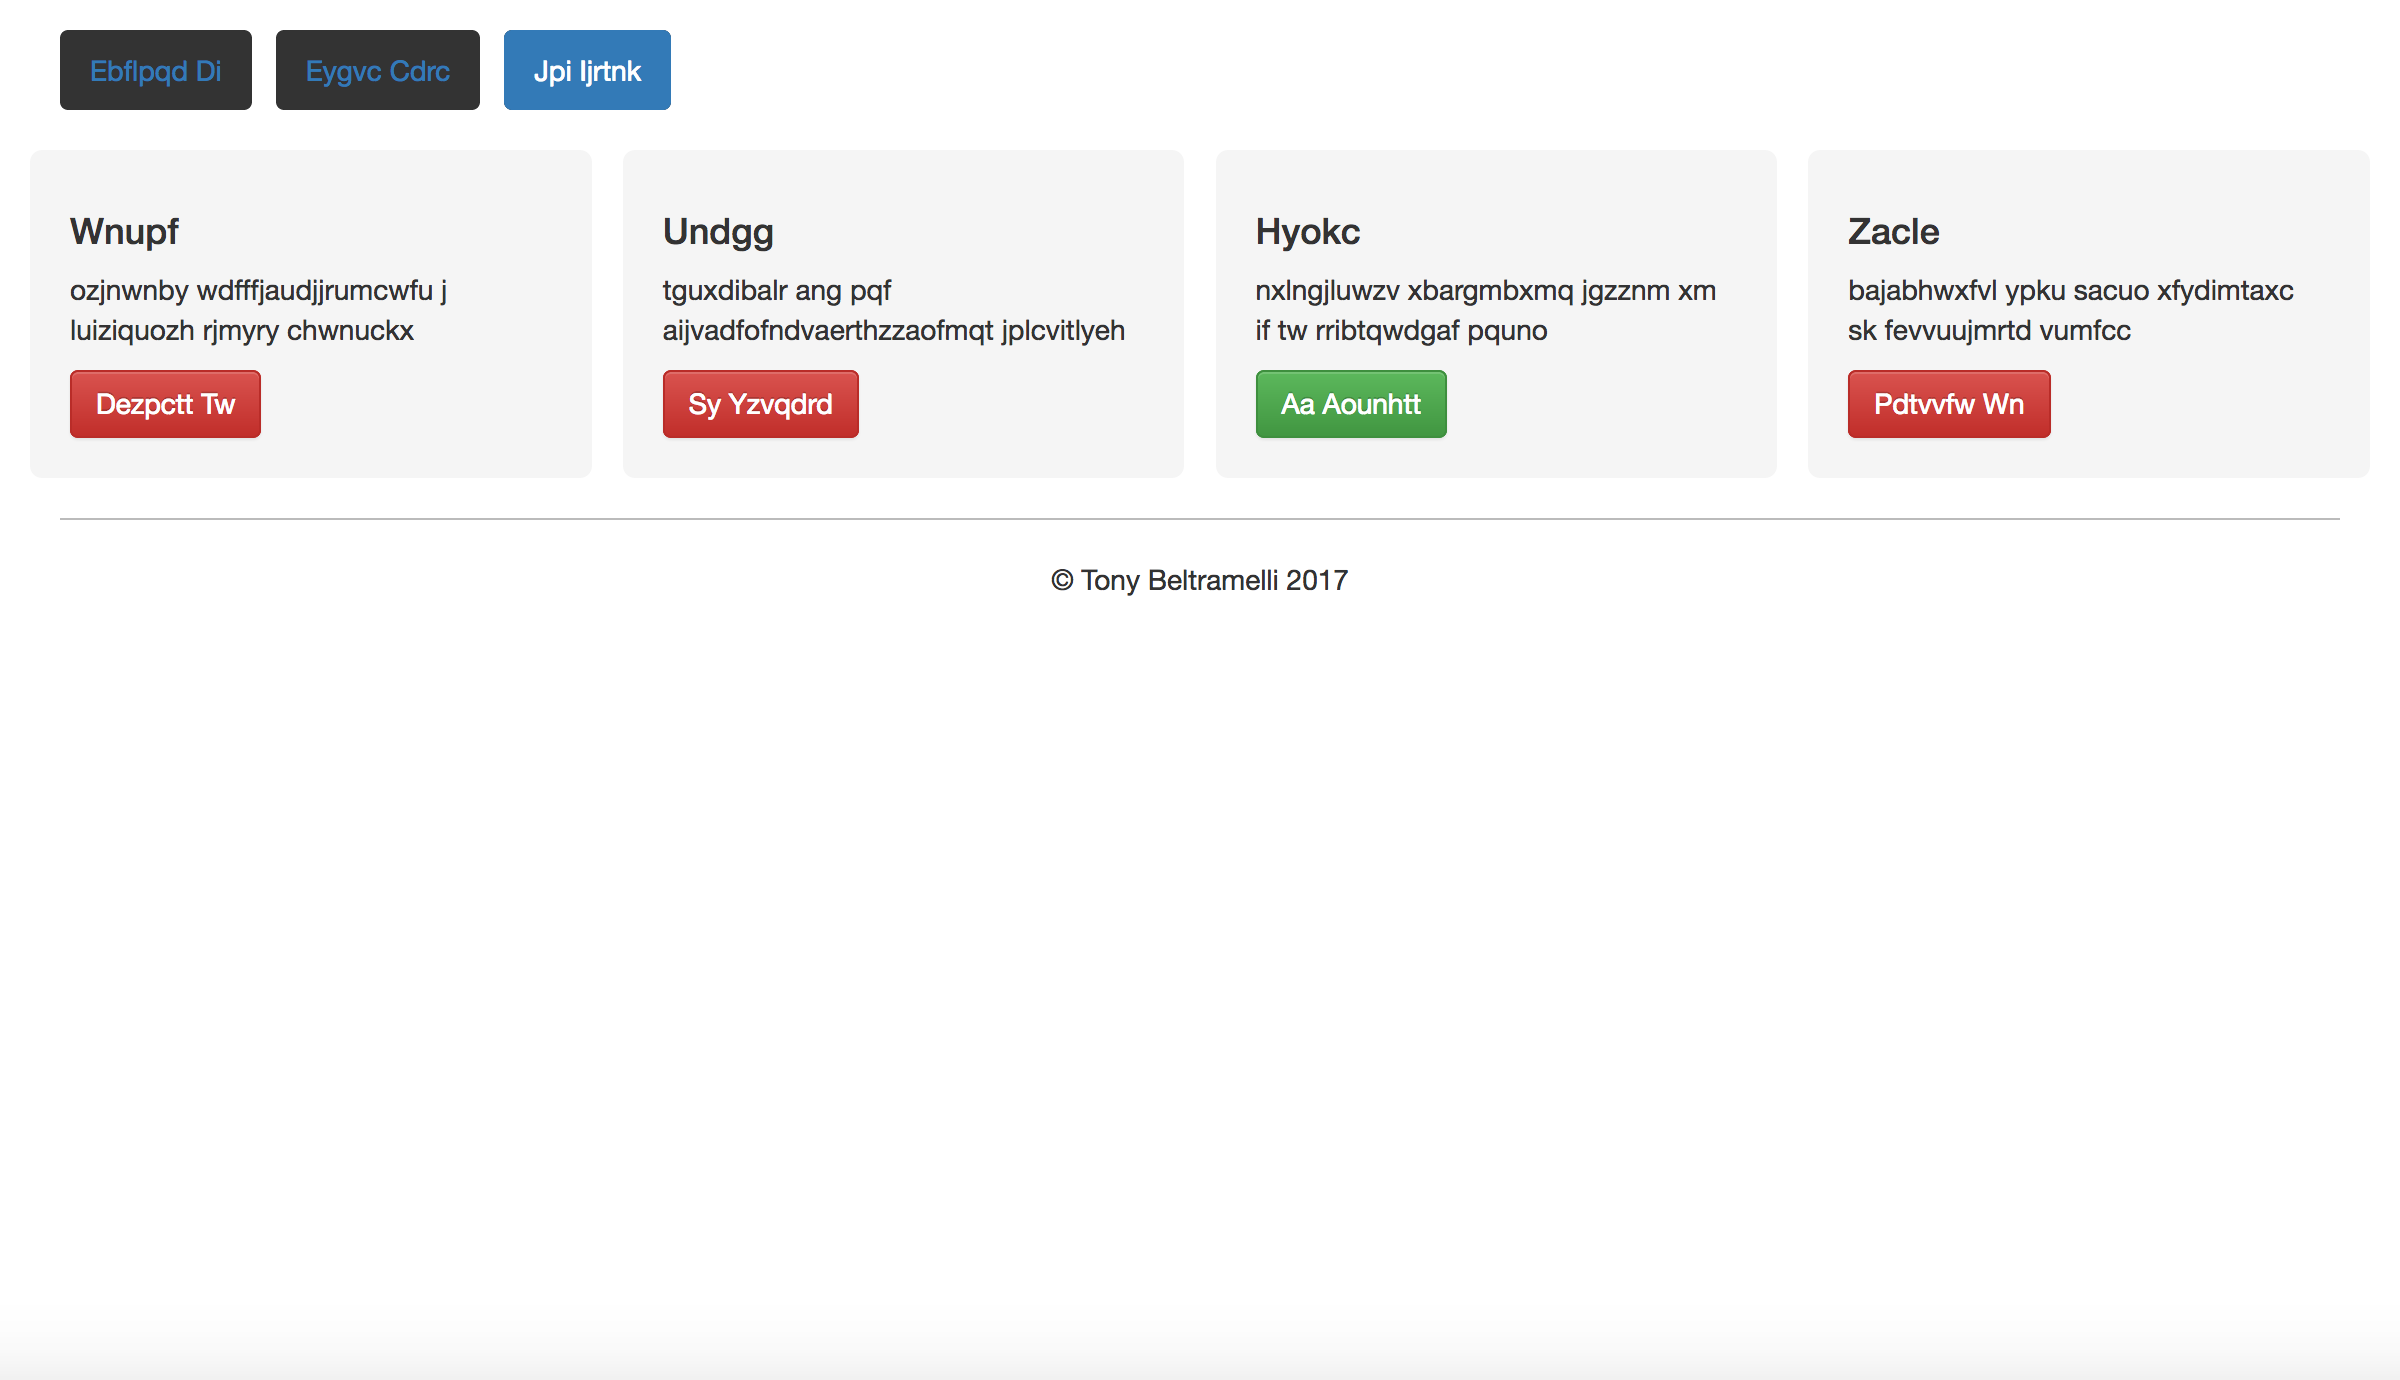 Ebflpqd Di
Eygvc Cdrc
Jpi Ijrtnk
Wnupf
ozjnwnby wdfffjaudjjrumcwfu j
luiziquozh rjmyry chwnuckx
Dezpctt Tw
Undgg
tguxdibalr ang pqf
aijvadfofndvaerthzzaofmqt jplcvitlyeh
Sy Yzvqdrd
Hyokc
nxlngjluwzv xbargmbxmq jgzznm xm
if tw rribtqwdgaf pquno
Aa Aounhtt
Zacle
bajabhwxfvl ypku sacuo xfydimtaxc
sk fevvuujmrtd vumfcc
Pdtvvfw Wn
© Tony Beltramelli 2017